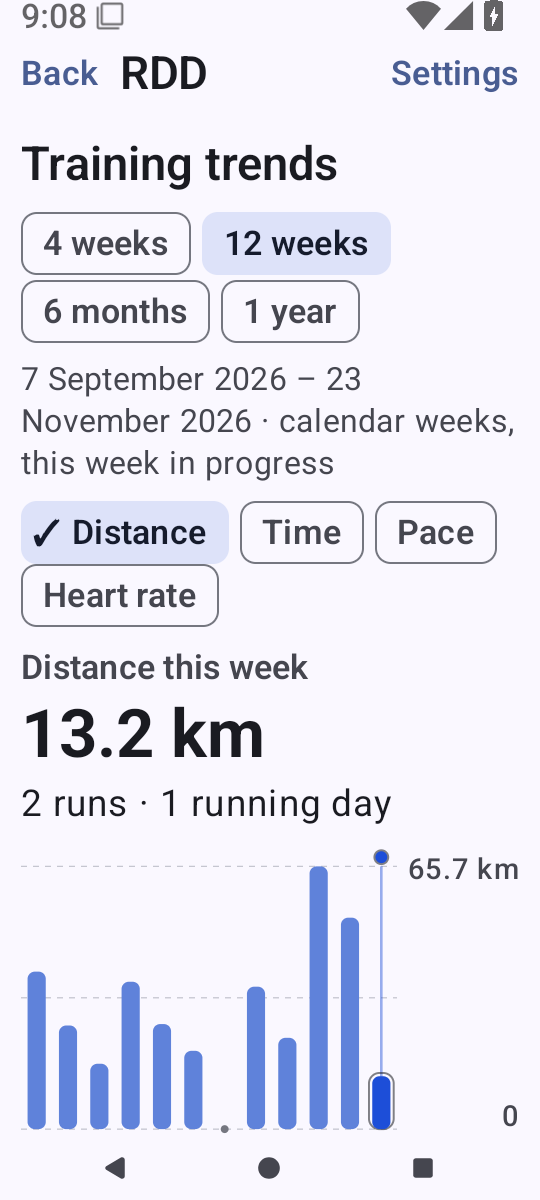 9:08
Back RDD Settings
Training trends
4 weeks 12 weeks
6 months 1 year
7 September 2026 – 23
November 2026 · calendar weeks,
this week in progress
✓ Distance Time Pace
Heart rate
Distance this week
13.2 km
2 runs · 1 running day
65.7 km
0